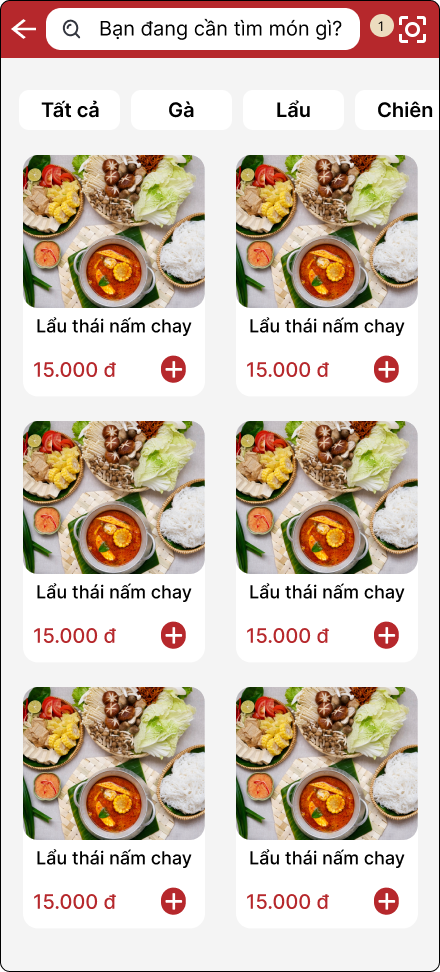 Bạn đang cần tìm món gì? 1
Tất cả Gà Lẩu Chiên
Lẩu thái nấm chay Lẩu thái nấm chay
15.000 đ 15.000 đ
Lẩu thái nấm chay Lẩu thái nấm chay
15.000 đ 15.000 đ
Lẩu thái nấm chay Lẩu thái nấm chay
15.000 đ 15.000 đ